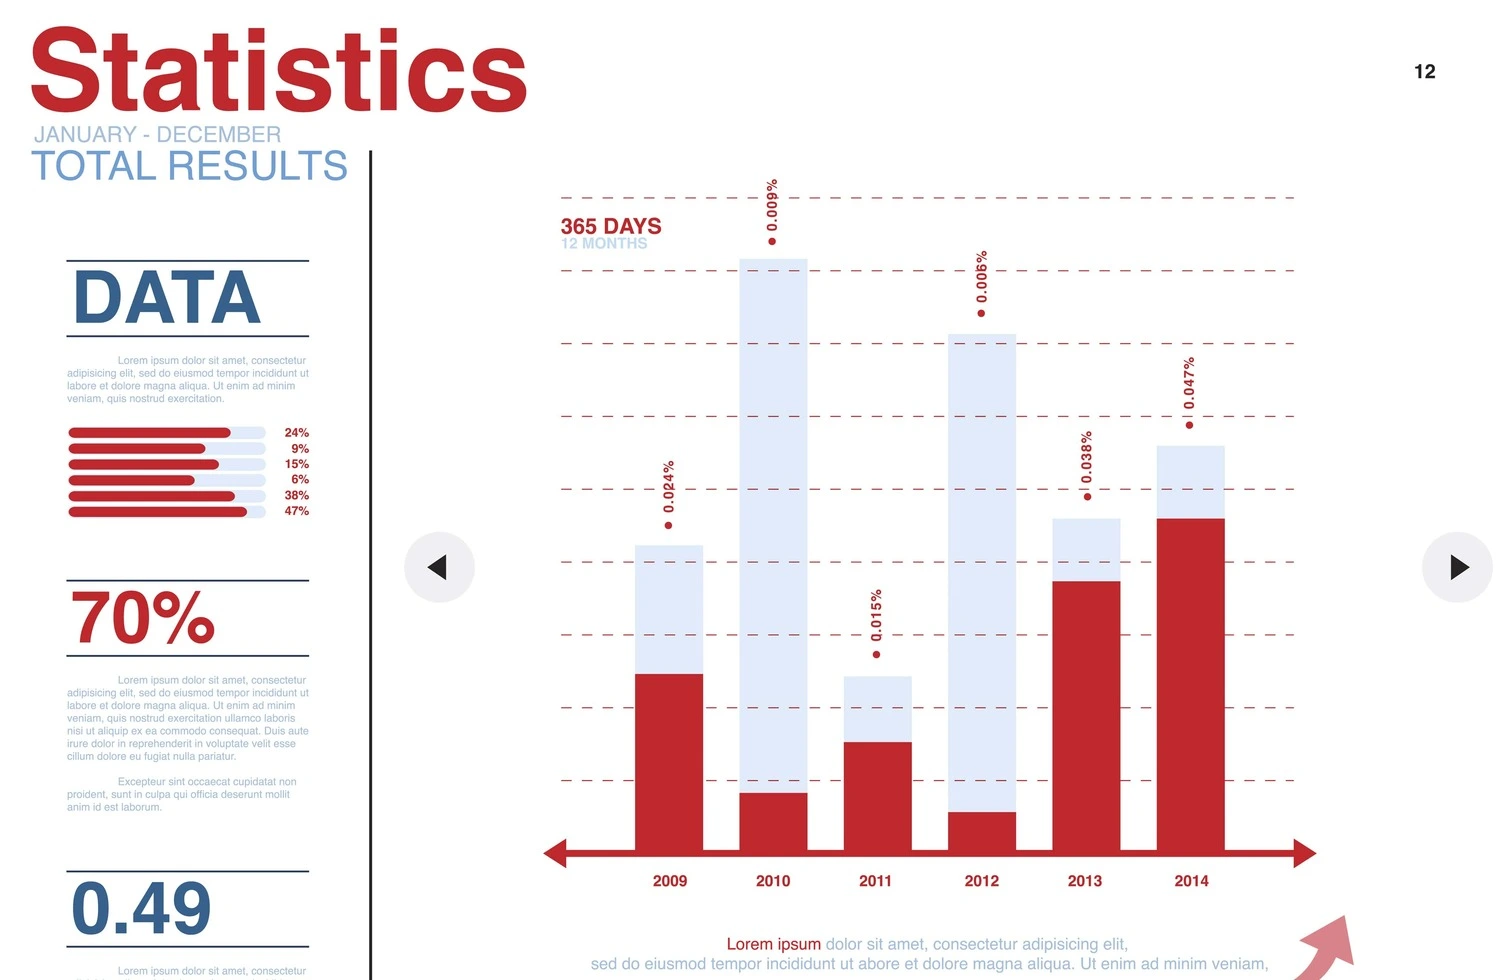 Statistics
JANUARY - DECEMBER
TOTAL RESULTS
12
DATA
Lorem ipsum dolor sit amet, consectetur
adipisicing elit, sed do eiusmod tempor incididunt ut
labore et dolore magna aliqua. Ut enim ad minim
veniam, quis nostrud exercitation.
24%
9%
15%
6%
38%
47%
70%
Lorem ipsum dolor sit amet, consectetur
adipisicing elit, sed do eiusmod tempor incididunt ut
labore et dolore magna aliqua. Ut enim ad minim
veniam, quis nostrud exercitation ullamco laboris
nisi ut aliquip ex ea commodo consequat. Duis aute
irure dolor in reprehenderit in voluptate velit esse
cillum dolore eu fugiat nulla pariatur.
Excepteur sint occaecat cupidatat non
proident, sunt in culpa qui officia deserunt mollit
anim id est laborum.
0.49
Lorem ipsum dolor sit amet, consectetur
365 DAYS
12 MONTHS
0.024%
0.009%
0.015%
0.006%
0.038%
0.047%
2009
2010
2011
2012
2013
2014
Lorem ipsum dolor sit amet, consectetur adipisicing elit,
sed do eiusmod tempor incididunt ut abore et dolore magna aliqua. Ut enim ad minim veniam,